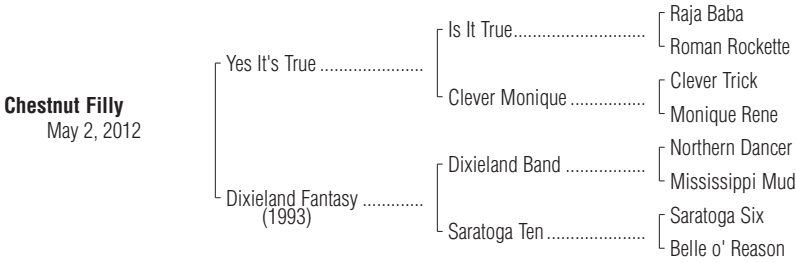 Raja Baba
Is It True............................
Roman Rockette
Yes It's True ......................
Clever Trick
Clever Monique ................
Monique Rene
Chestnut Filly
May 2, 2012
Northern Dancer
Dixieland Band .................
Mississippi Mud
Dixieland Fantasy .............
(1993)
Saratoga Six
Saratoga Ten.....................
Belle o' Reason